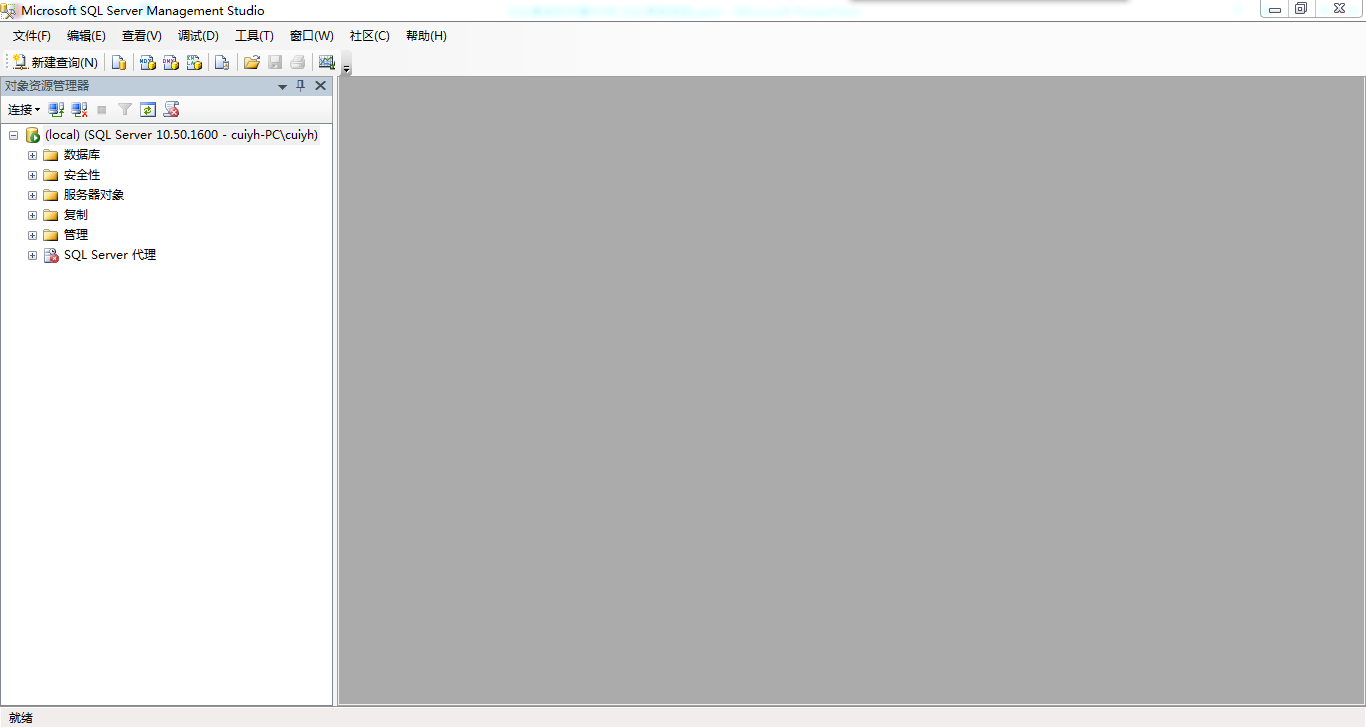 Microsoft SQL Server Management Studio
文件(F) 编辑(E) 查看(V) 调试(D) 工具(T) 窗口(W) 社区(C) 帮助(H)
新建查询(N)
对象资源管理器
连接
(local) (SQL Server 10.50.1600 - cuiyh-PC\cuiyh)
数据库
安全性
服务器对象
复制
管理
SQL Server 代理
就绪